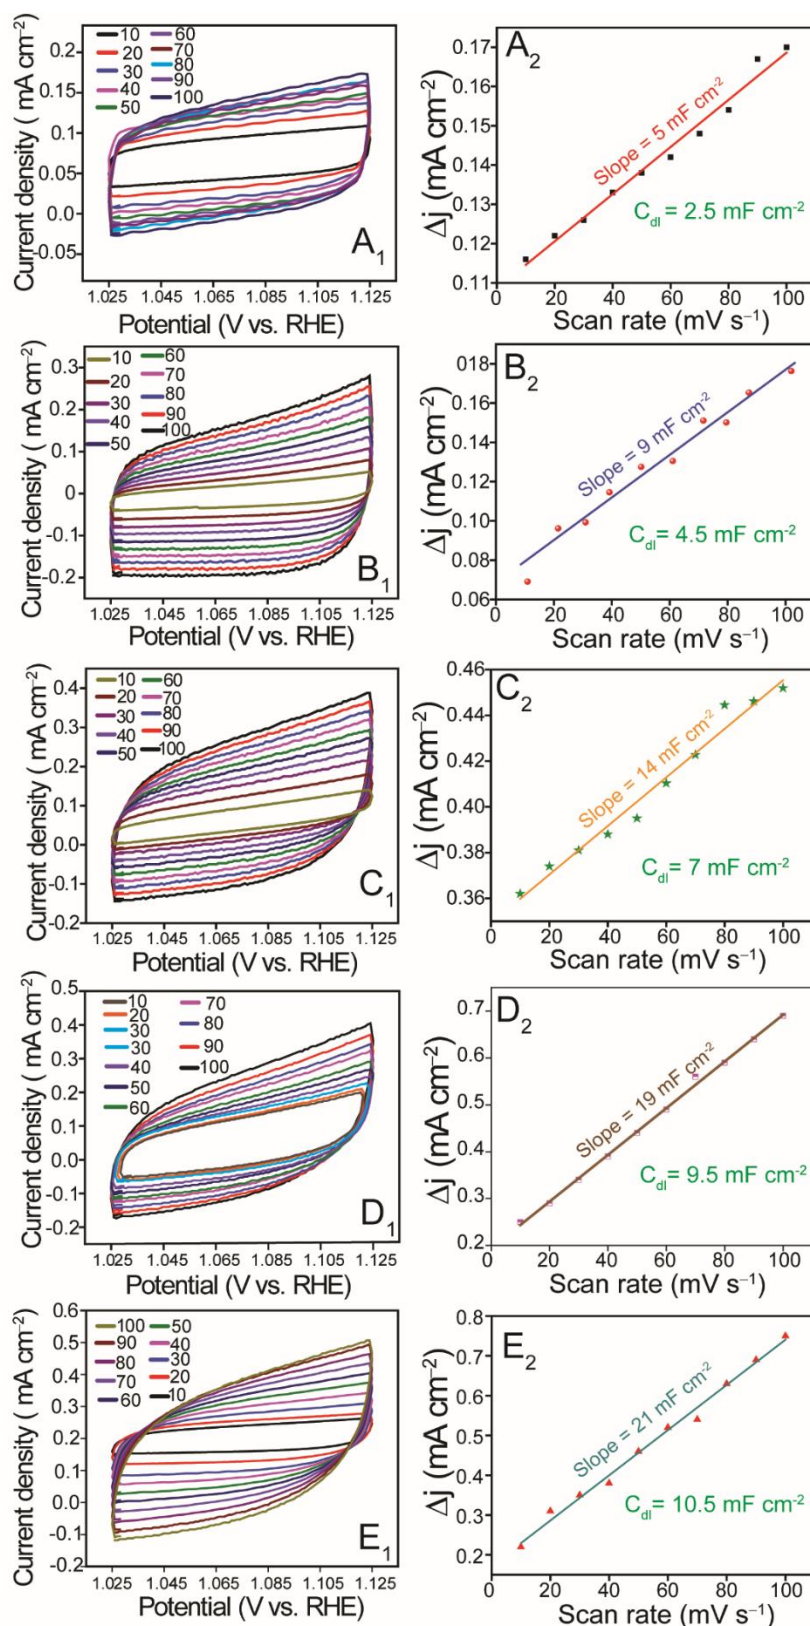 10 60
20 70
30 80
40 90
50 100
0.2
0.15
0.1
0.05
0.0
-0.05
Current density ( mA cm⁻²)
A₁
1.025 1.045 1.065 1.085 1.105 1.125
Potential (V vs. RHE)
A₂
0.17
0.16
0.15
0.14
0.13
0.12
0.11
Δj (mA cm⁻²)
Slope = 5 mF cm⁻²
C_dl = 2.5 mF cm⁻²
0 20 40 60 80 100
Scan rate (mV s⁻¹)
10 60
20 70
30 80
40 90
50 100
0.3
0.2
0.1
0
-0.1
-0.2
Current density ( mA cm⁻²)
B₁
1.025 1.045 1.065 1.085 1.105 1.125
Potential (V vs. RHE)
B₂
0.18
0.16
0.14
0.12
0.10
0.08
0.06
Δj (mA cm⁻²)
Slope = 9 mF cm⁻²
C_dl = 4.5 mF cm⁻²
0 20 40 60 80 100
Scan rate (mV s⁻¹)
10 60
20 70
30 80
40 90
50 100
0.4
0.3
0.2
0.1
0.0
-0.1
-0.2
Current density ( mA cm⁻²)
C₁
1.025 1.045 1.065 1.085 1.105 1.125
Potential (V vs. RHE)
C₂
0.46
0.44
0.42
0.40
0.38
0.36
Δj (mA cm⁻²)
Slope = 14 mF cm⁻²
C_dl = 7 mF cm⁻²
0 20 40 60 80 100
Scan rate (mV s⁻¹)
10 70
20 80
30 90
30 100
40
50
60
0.5
0.4
0.3
0.2
0.1
0.0
-0.1
-0.2
Current density ( mA cm⁻²)
D₁
1.025 1.045 1.065 1.085 1.105 1.125
Potential (V vs. RHE)
D₂
0.7
0.6
0.5
0.4
0.3
0.2
Δj (mA cm⁻²)
Slope = 19 mF cm⁻²
C_dl = 9.5 mF cm⁻²
0 20 40 60 80 100
Scan rate (mV s⁻¹)
100 50
90 40
80 30
70 20
60 10
0.6
0.5
0.4
0.3
0.2
0.1
0.0
-0.1
-0.2
Current density ( mA cm⁻²)
E₁
1.025 1.045 1.065 1.085 1.105 1.125
Potential (V vs. RHE)
E₂
0.8
0.7
0.6
0.5
0.4
0.3
0.2
Δj (mA cm⁻²)
Slope = 21 mF cm⁻²
C_dl = 10.5 mF cm⁻²
0 20 40 60 80 100
Scan rate (mV s⁻¹)